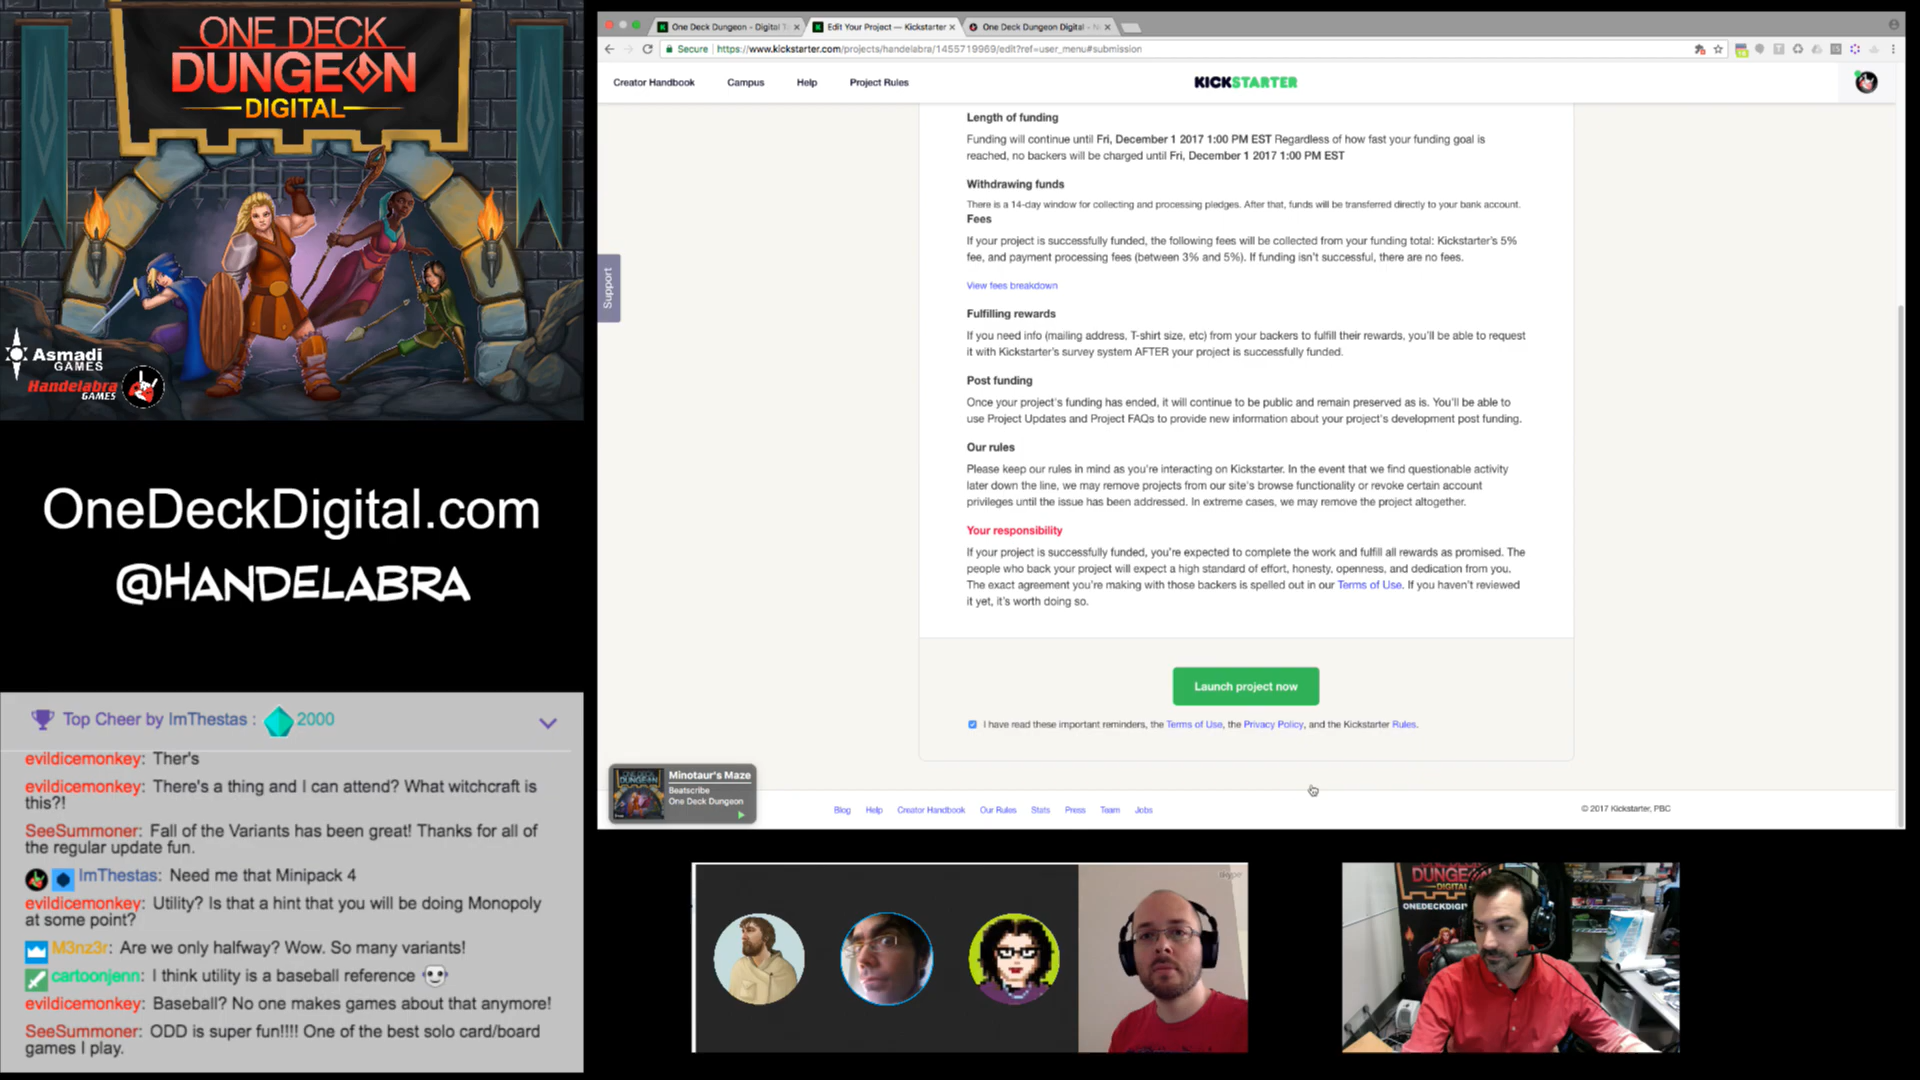 ONE DECK
DUNGEON
DIGITAL
Asmadi
GAMES
Handelabra
GAMES
OneDeckDigital.com
@HANDELABRA
Top Cheer by ImThestas : 2000
evildicemonkey: Ther's
evildicemonkey: There's a thing and I can attend? What witchcraft is
this?!
SeeSummoner: Fall of the Variants has been great! Thanks for all of
the regular update fun.
ImThestas: Need me that Minipack 4
evildicemonkey: Utility? Is that a hint that you will be doing Monopoly
at some point?
M3nz3r: Are we only halfway? Wow. So many variants!
cartoonjenn: I think utility is a baseball reference
evildicemonkey: Baseball? No one makes games about that anymore!
SeeSummoner: ODD is super fun!!!! One of the best solo card/board
games I play.
One Deck Dungeon - Digital
Edit Your Project — Kickstarter
One Deck Dungeon Digital -
Secure https://www.kickstarter.com/projects/handelabra/1455719969/edit?ref=user_menu#submission
Creator Handbook Campus Help Project Rules KICKSTARTER
Support
Length of funding
Funding will continue until Fri, December 1 2017 1:00 PM EST Regardless of how fast your funding goal is
reached, no backers will be charged until Fri, December 1 2017 1:00 PM EST
Withdrawing funds
There is a 14-day window for collecting and processing pledges. After that, funds will be transferred directly to your bank account.
Fees
If your project is successfully funded, the following fees will be collected from your funding total: Kickstarter's 5%
fee, and payment processing fees (between 3% and 5%). If funding isn't successful, there are no fees.
View fees breakdown
Fulfilling rewards
If you need info (mailing address, T-shirt size, etc) from your backers to fulfill their rewards, you'll be able to request
it with Kickstarter's survey system AFTER your project is successfully funded.
Post funding
Once your project's funding has ended, it will continue to be public and remain preserved as is. You'll be able to
use Project Updates and Project FAQs to provide new information about your project's development post funding.
Our rules
Please keep our rules in mind as you're interacting on Kickstarter. In the event that we find questionable activity
later down the line, we may remove projects from our site's browse functionality or revoke certain account
privileges until the issue has been addressed. In extreme cases, we may remove the project altogether.
Your responsibility
If your project is successfully funded, you're expected to complete the work and fulfill all rewards as promised. The
people who back your project will expect a high standard of effort, honesty, openness, and dedication from you.
The exact agreement you're making with those backers is spelled out in our Terms of Use. If you haven't reviewed
it yet, it's worth doing so.
Launch project now
I have read these important reminders, the Terms of Use, the Privacy Policy, and the Kickstarter Rules.
Minotaur's Maze
Beatscribe
One Deck Dungeon
Blog Help Creator Handbook Our Rules Stats Press Team Jobs
© 2017 Kickstarter, PBC
skype
DUNGEON
DIGITAL
ONEDECKDIGI